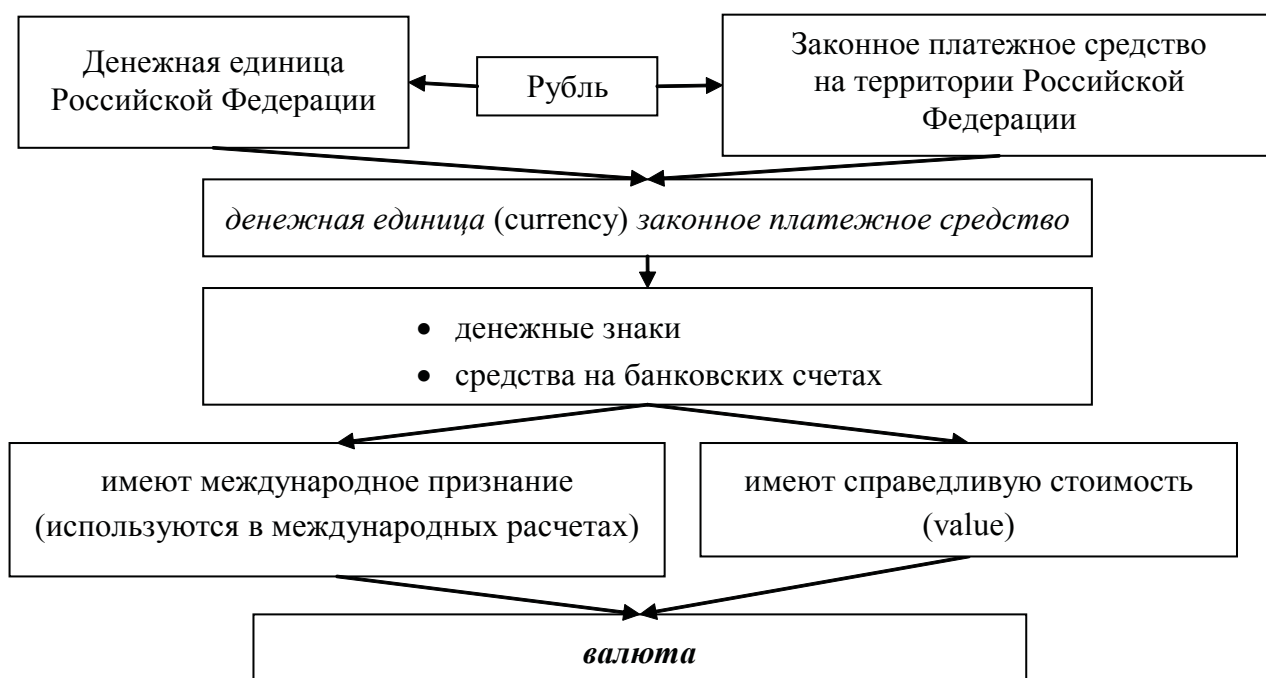 Денежная единица
Российской Федерации
Рубль
Законное платежное средство
на территории Российской
Федерации
денежная единица (currency) законное платежное средство
• денежные знаки
• средства на банковских счетах
имеют международное признание
(используются в международных расчетах)
имеют справедливую стоимость
(value)
валюта